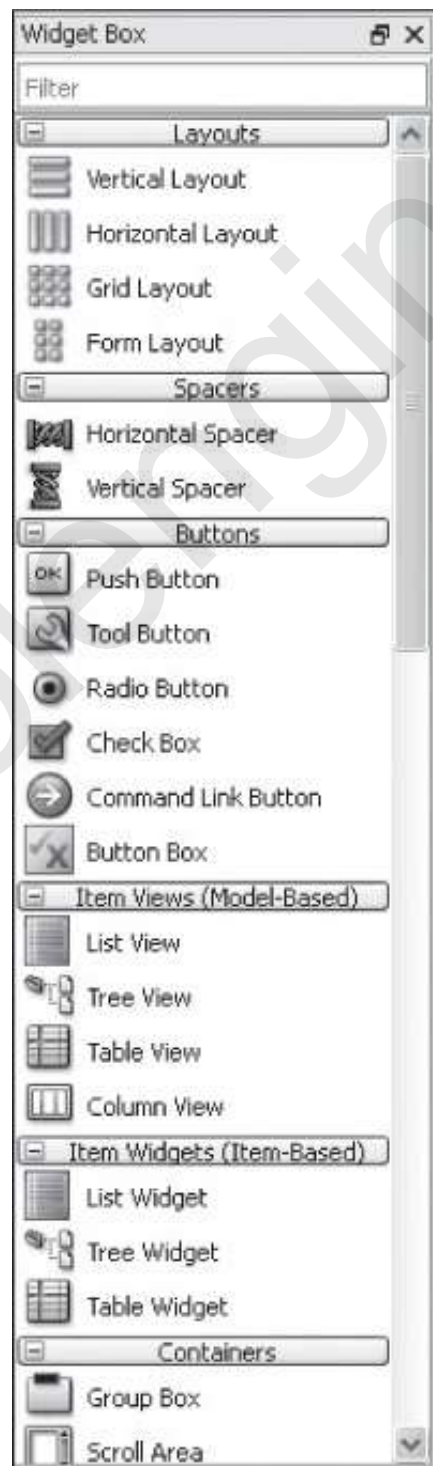 Widget Box
Filter
Layouts
Vertical Layout
Horizontal Layout
Grid Layout
Form Layout
Spacers
Horizontal Spacer
Vertical Spacer
Buttons
OK Push Button
Tool Button
Radio Button
Check Box
Command Link Button
Button Box
Item Views (Model-Based)
List View
Tree View
Table View
Column View
Item Widgets (Item-Based)
List Widget
Tree Widget
Table Widget
Containers
Group Box
Scroll Area